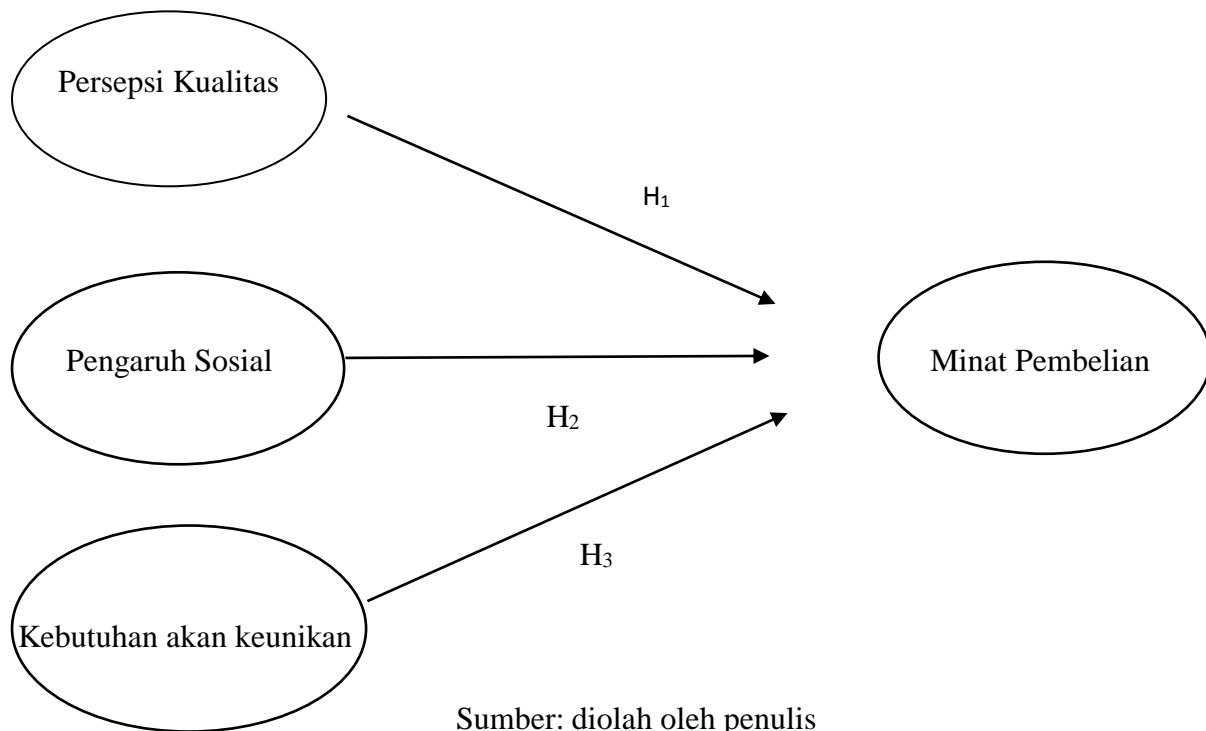 Persepsi Kualitas
H₁
Pengaruh Sosial
Minat Pembelian
H₂
H₃
Kebutuhan akan keunikan
Sumber: diolah oleh penulis